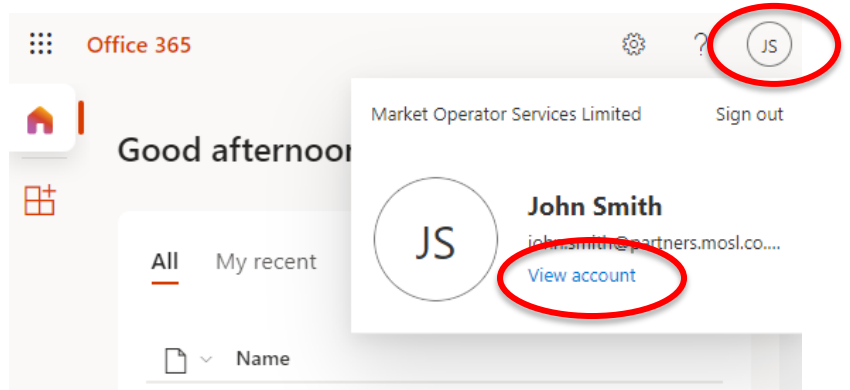 Office 365
?
JS
Market Operator Services Limited
Sign out
Good afternoon
JS
John Smith
john.smith@partners.mosl.co....
View account
All
My recent
Name